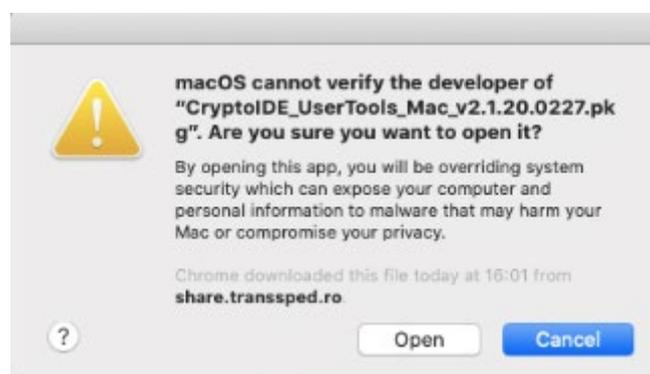 macOS cannot verify the developer of
“CryptoIDE_UserTools_Mac_v2.1.20.0227.pk
g”. Are you sure you want to open it?
By opening this app, you will be overriding system
security which can expose your computer and
personal information to malware that may harm your
Mac or compromise your privacy.
Chrome downloaded this file today at 16:01 from
share.transsped.ro.
? Open Cancel